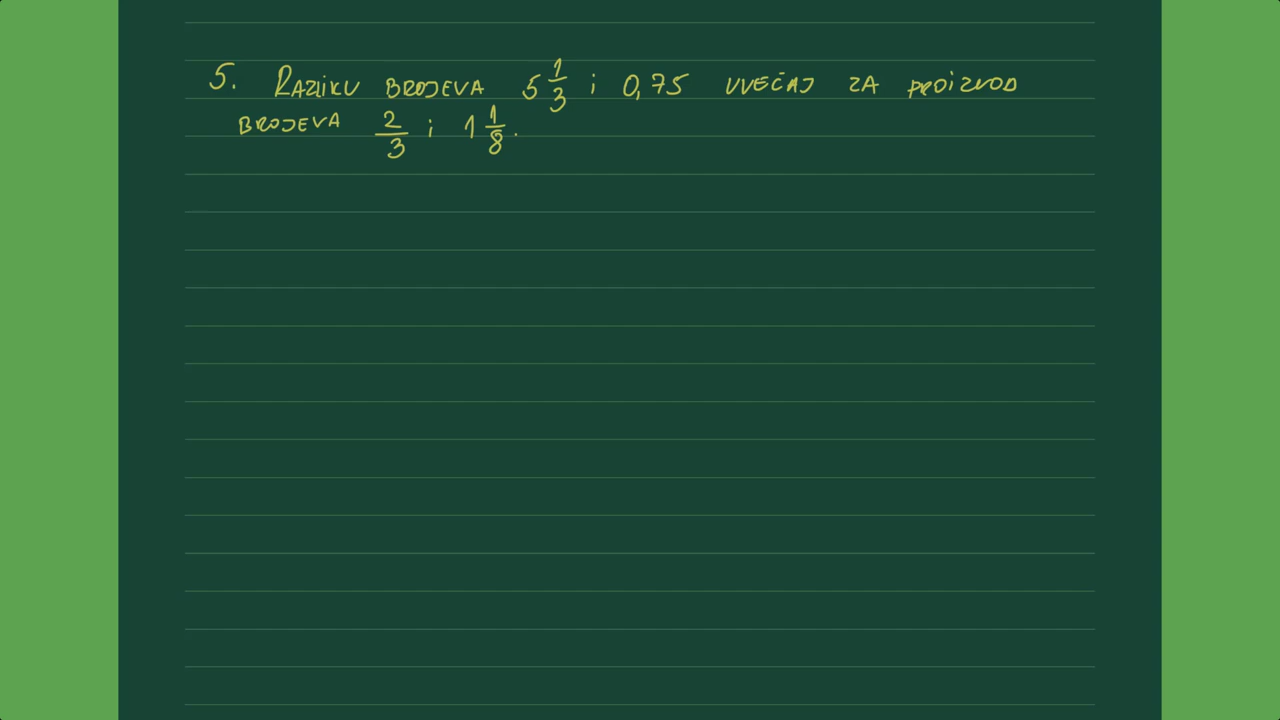 5. RAZLIKU BROJEVA 5 1/3 i 0,75 UVEĆAJ ZA PROIZVOD
BROJEVA 2/3 i 1 1/8.